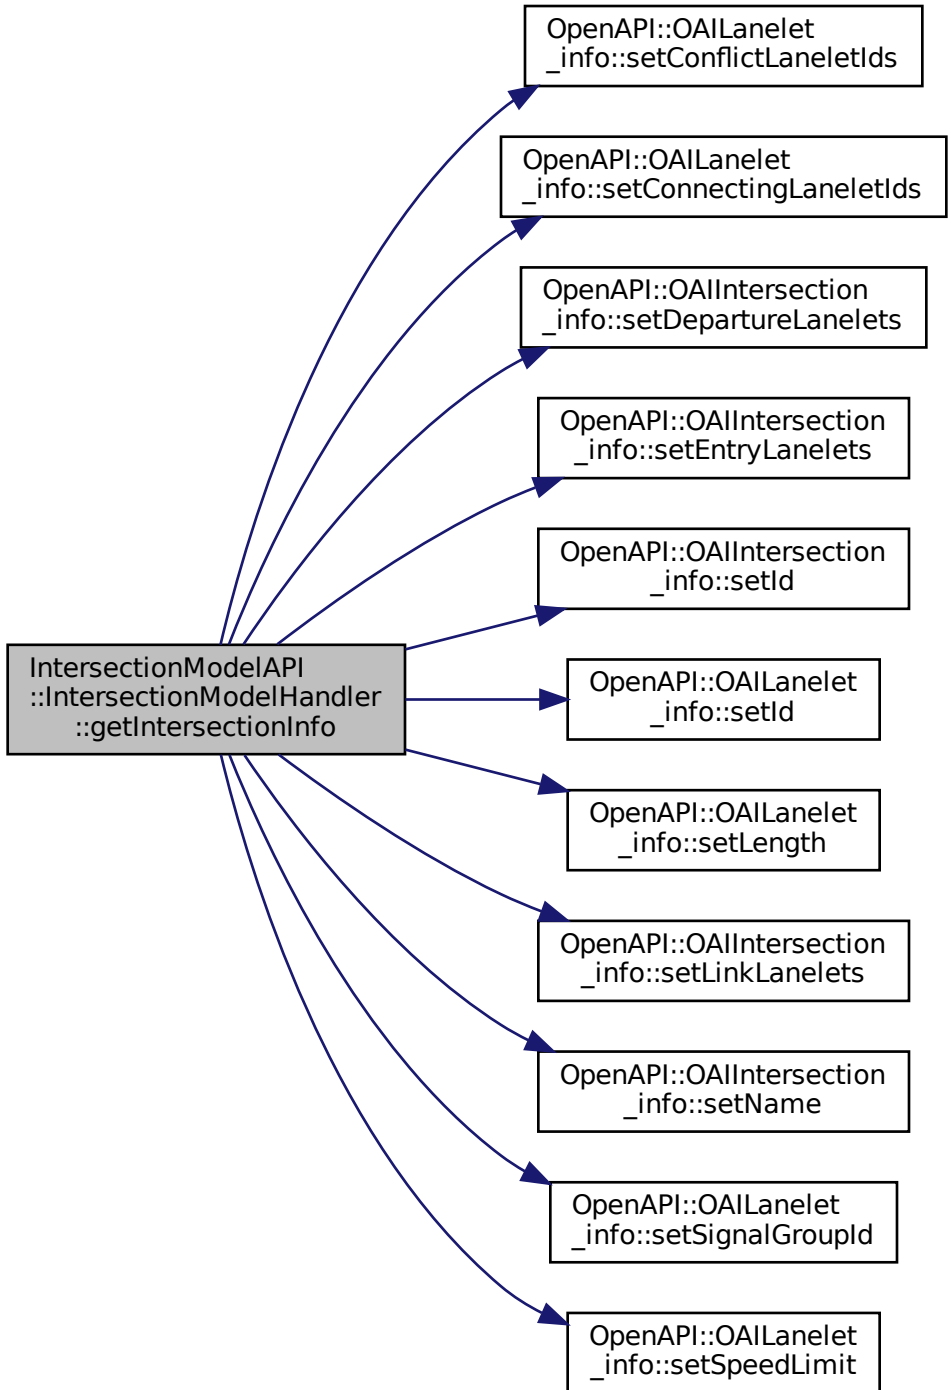 OpenAPI::OAILanelet
_info::setConflictLaneletIds
OpenAPI::OAILanelet
_info::setConnectingLaneletIds
OpenAPI::OAIIntersection
_info::setDepartureLanelets
OpenAPI::OAIIntersection
_info::setEntryLanelets
OpenAPI::OAIIntersection
_info::setId
IntersectionModelAPI
::IntersectionModelHandler
::getIntersectionInfo
OpenAPI::OAILanelet
_info::setId
OpenAPI::OAILanelet
_info::setLength
OpenAPI::OAIIntersection
_info::setLinkLanelets
OpenAPI::OAIIntersection
_info::setName
OpenAPI::OAILanelet
_info::setSignalGroupId
OpenAPI::OAILanelet
_info::setSpeedLimit